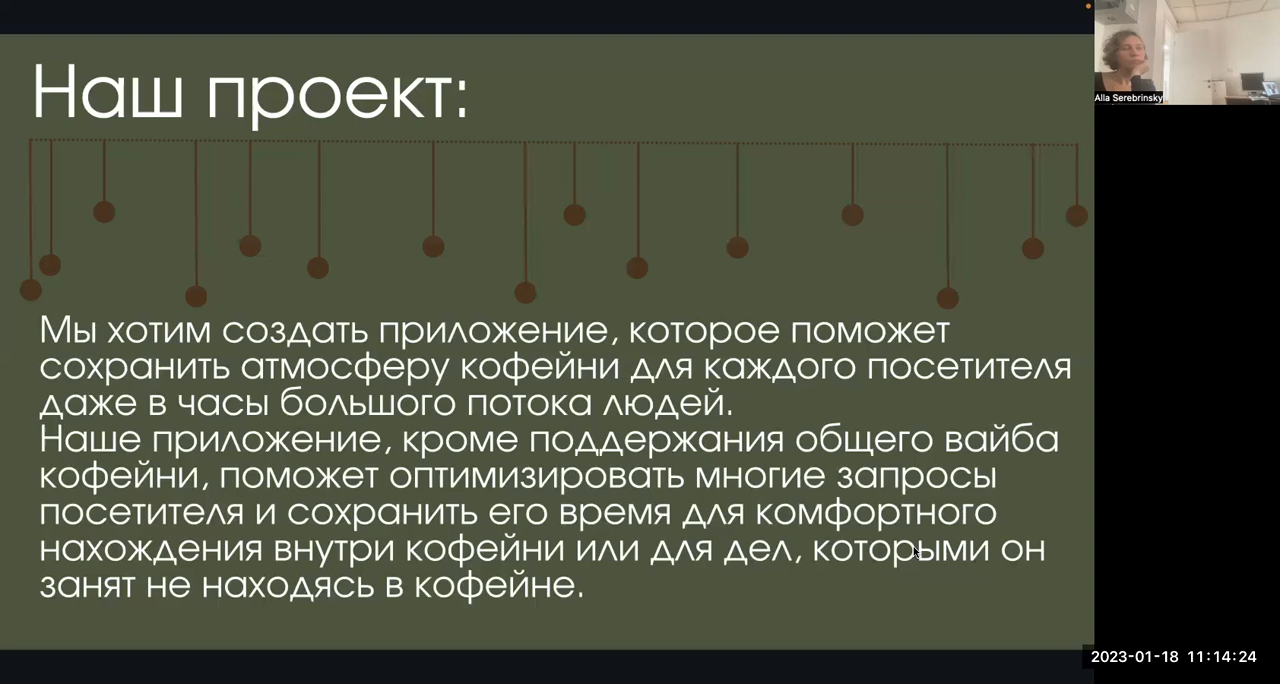 Наш проект:
Alla Serebrinsky
Мы хотим создать приложение, которое поможет
сохранить атмосферу кофейни для каждого посетителя
даже в часы большого потока людей.
Наше приложение, кроме поддержания общего вайба
кофейни, поможет оптимизировать многие запросы
посетителя и сохранить его время для комфортного
нахождения внутри кофейни или для дел, которыми он
занят не находясь в кофейне.
2023-01-18 11:14:24